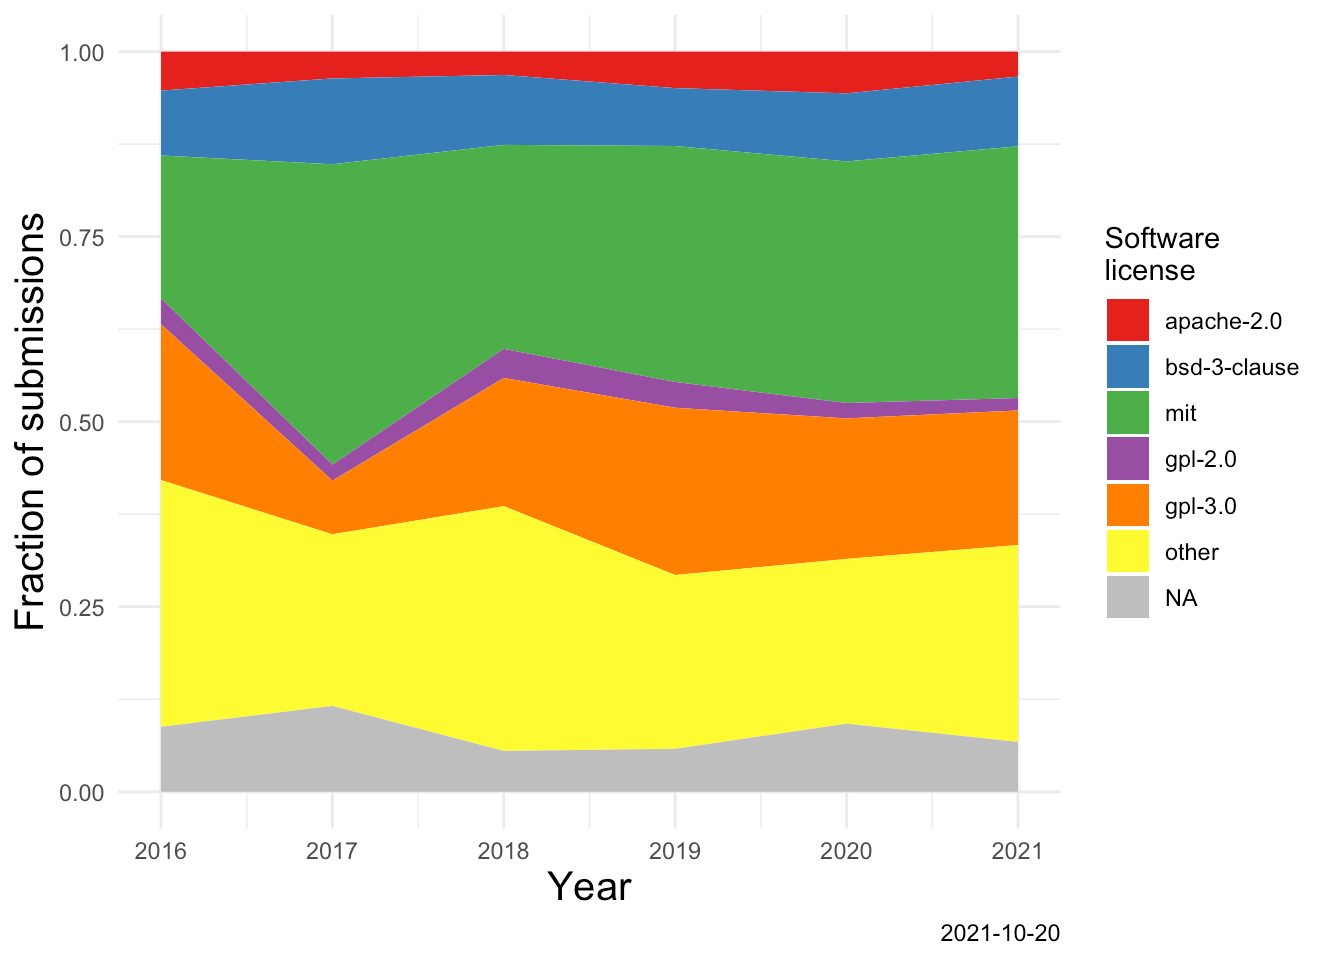 Fraction of submissions
1.00
0.75
0.50
0.25
0.00
2016 2017 2018 2019 2020 2021
Year
2021-10-20
Software
license
apache-2.0
bsd-3-clause
mit
gpl-2.0
gpl-3.0
other
NA